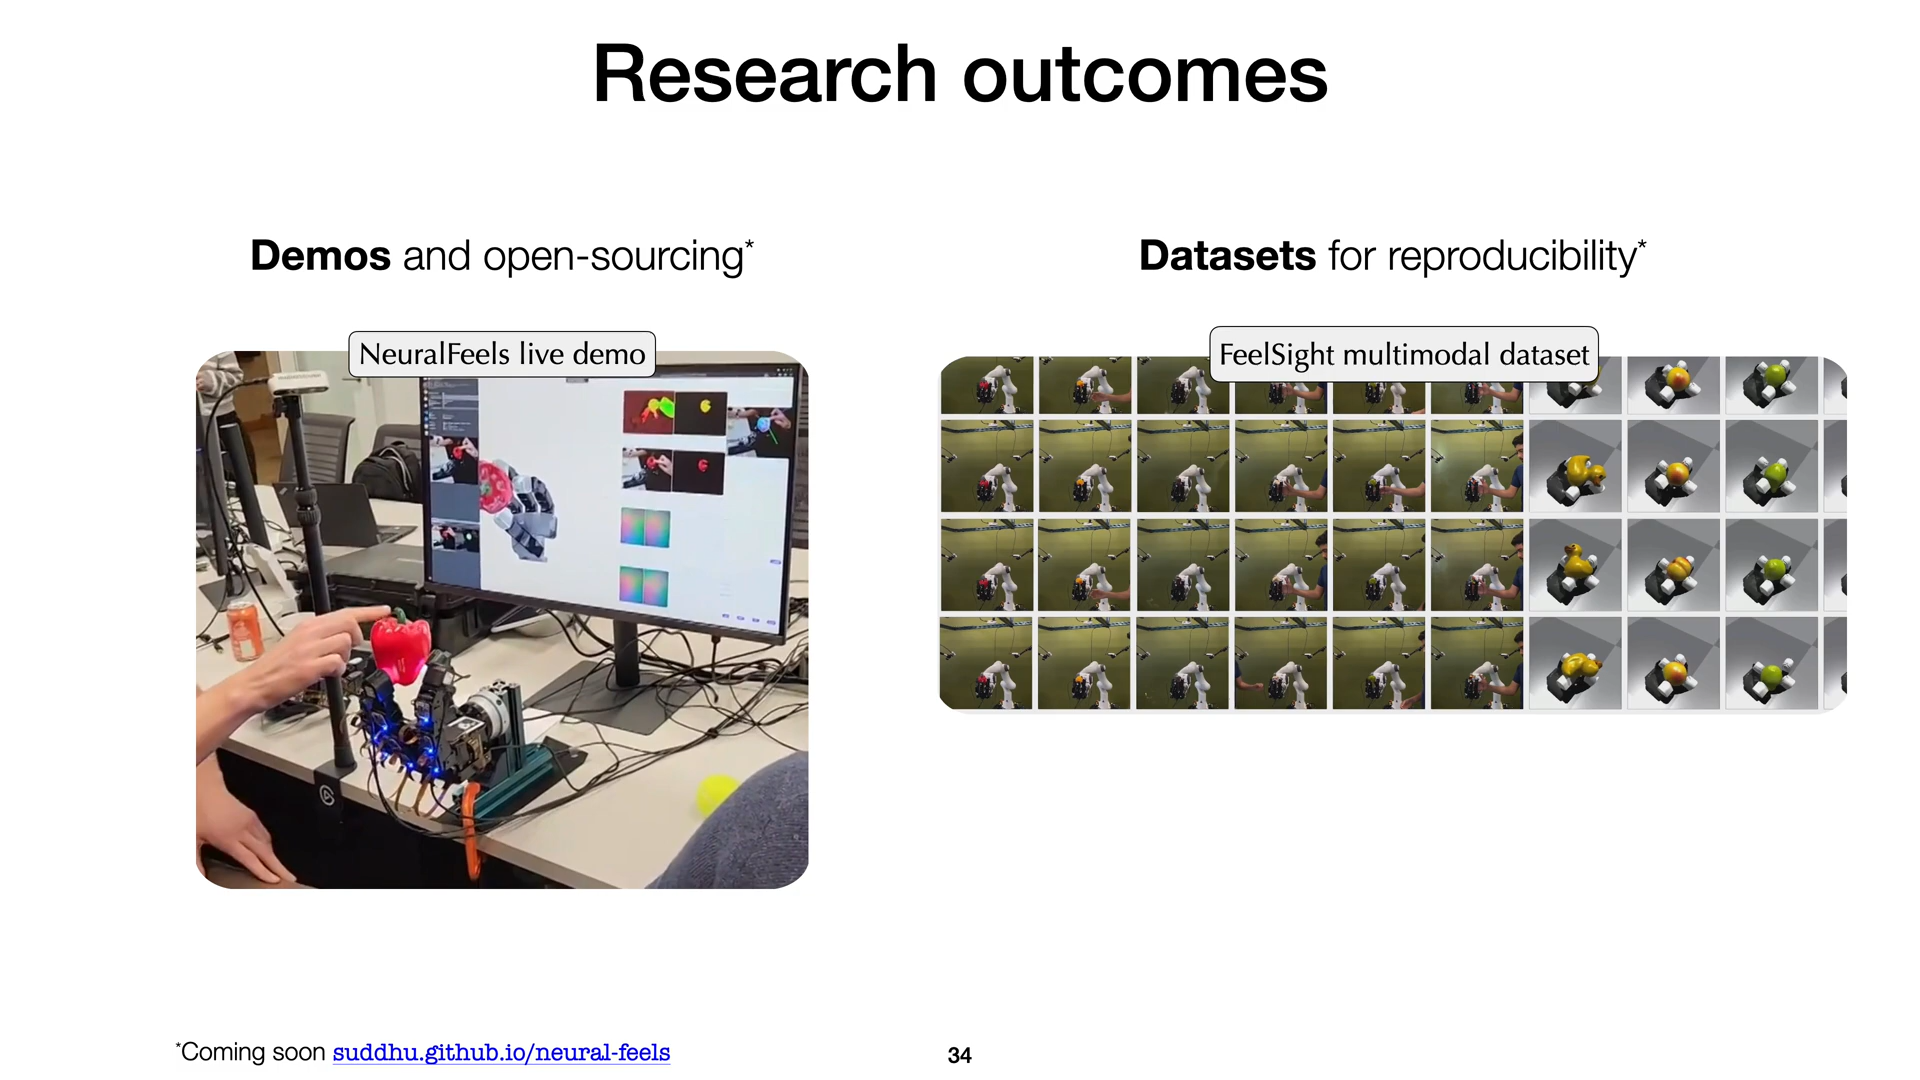 Research outcomes
Demos and open-sourcing*
Datasets for reproducibility*
NeuralFeels live demo
FeelSight multimodal dataset
*Coming soon suddhu.github.io/neural-feels
34